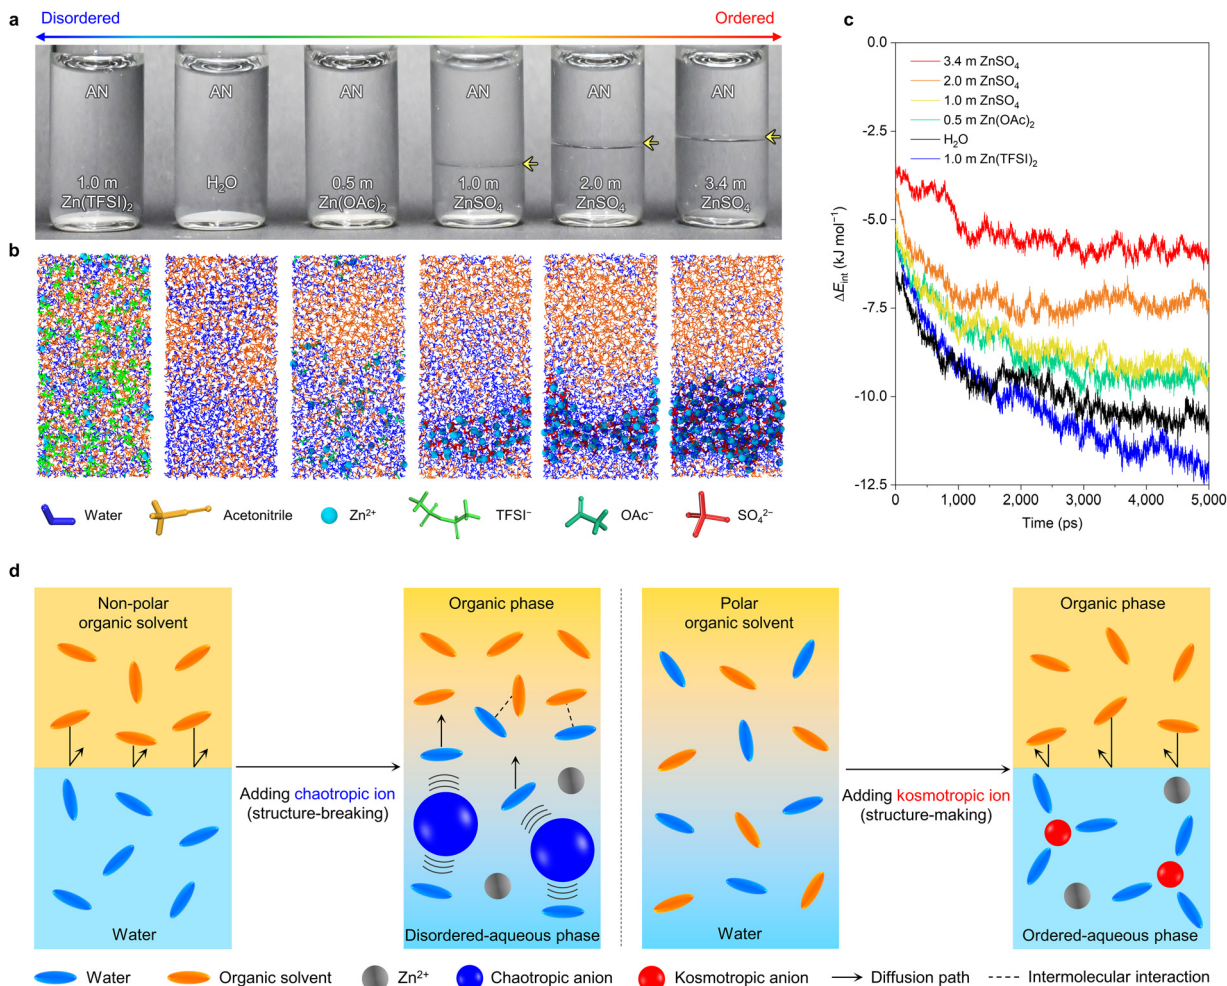 a
Disordered
Ordered
AN
AN
AN
AN
AN
AN
1.0 m
Zn(TFSI)₂
H₂O
0.5 m
Zn(OAc)₂
1.0 m
ZnSO₄
2.0 m
ZnSO₄
3.4 m
ZnSO₄
b
Water
Acetonitrile
Zn²⁺
TFSI⁻
OAc⁻
SO₄²⁻
c
0.0
-2.5
-5.0
-7.5
-10.0
-12.5
ΔEint (kJ mol⁻¹)
3.4 m ZnSO₄
2.0 m ZnSO₄
1.0 m ZnSO₄
0.5 m Zn(OAc)₂
H₂O
1.0 m Zn(TFSI)₂
0 1,000 2,000 3,000 4,000 5,000
Time (ps)
d
Non-polar
organic solvent
Water
Adding chaotropic ion
(structure-breaking)
Organic phase
Disordered-aqueous phase
Polar
organic solvent
Water
Adding kosmotropic ion
(structure-making)
Organic phase
Ordered-aqueous phase
Water
Organic solvent
Zn²⁺
Chaotropic anion
Kosmotropic anion
Diffusion path
Intermolecular interaction